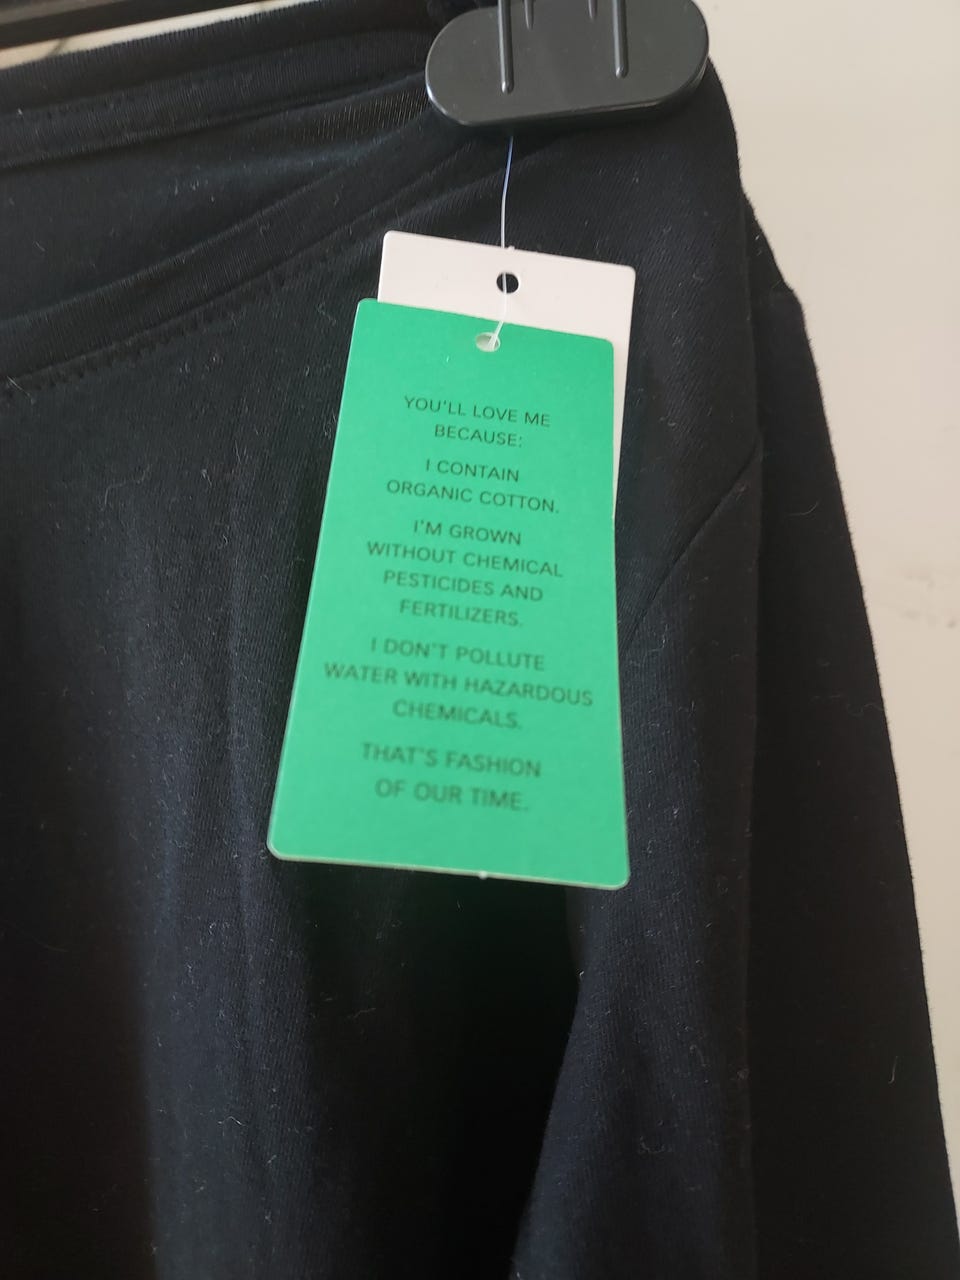 YOU'LL LOVE ME
BECAUSE:
I CONTAIN
ORGANIC COTTON.
I'M GROWN
WITHOUT CHEMICAL
PESTICIDES AND
FERTILIZERS.
I DON'T POLLUTE
WATER WITH HAZARDOUS
CHEMICALS.
THAT'S FASHION
OF OUR TIME.